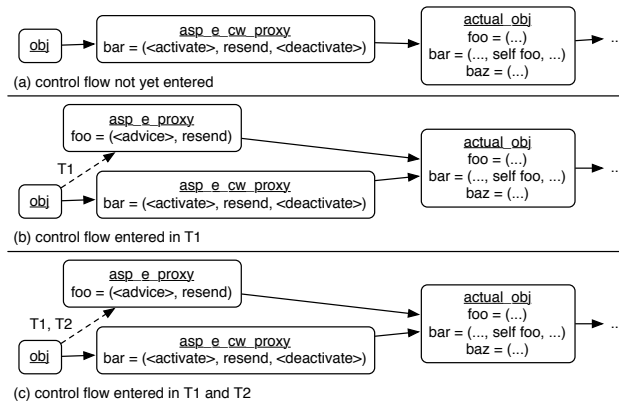 asp_e_cw_proxy
obj
bar = (<activate>, resend, <deactivate>)
actual_obj
foo = (...)
bar = (..., self foo, ...)
baz = (...)
...
(a) control flow not yet entered
asp_e_proxy
foo = (<advice>, resend)
T1
obj
asp_e_cw_proxy
bar = (<activate>, resend, <deactivate>)
actual_obj
foo = (...)
bar = (..., self foo, ...)
baz = (...)
...
(b) control flow entered in T1
asp_e_proxy
foo = (<advice>, resend)
T1, T2
obj
asp_e_cw_proxy
bar = (<activate>, resend, <deactivate>)
actual_obj
foo = (...)
bar = (..., self foo, ...)
baz = (...)
...
(c) control flow entered in T1 and T2